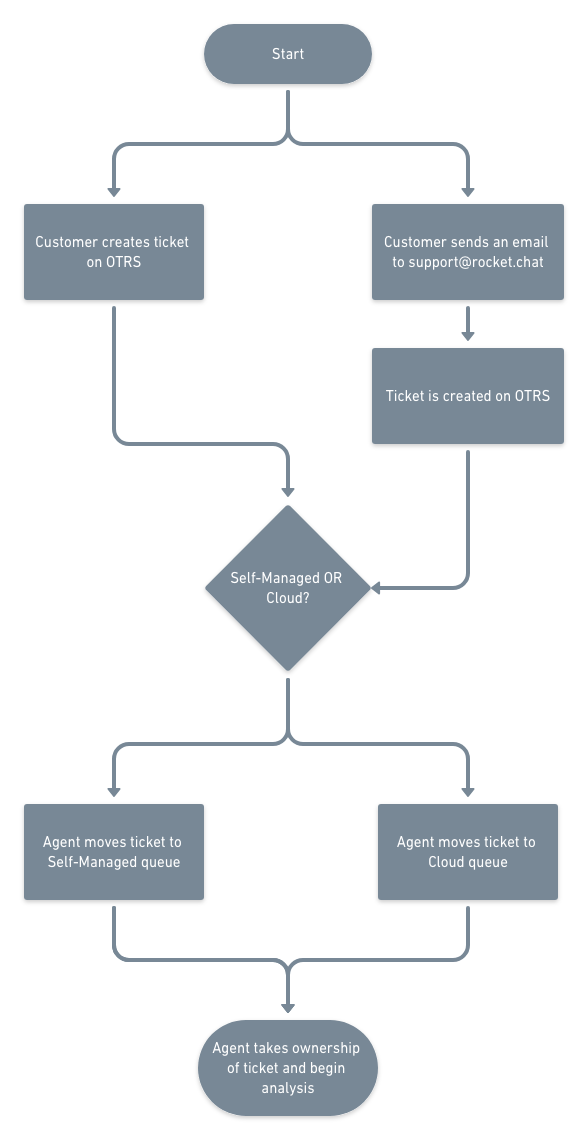 Start
Customer creates ticket
on OTRS
Customer sends an email
to support@rocket.chat
Ticket is created on OTRS
Self-Managed OR
Cloud?
Agent moves ticket to
Self-Managed queue
Agent moves ticket to
Cloud queue
Agent takes ownership
of ticket and begin
analysis